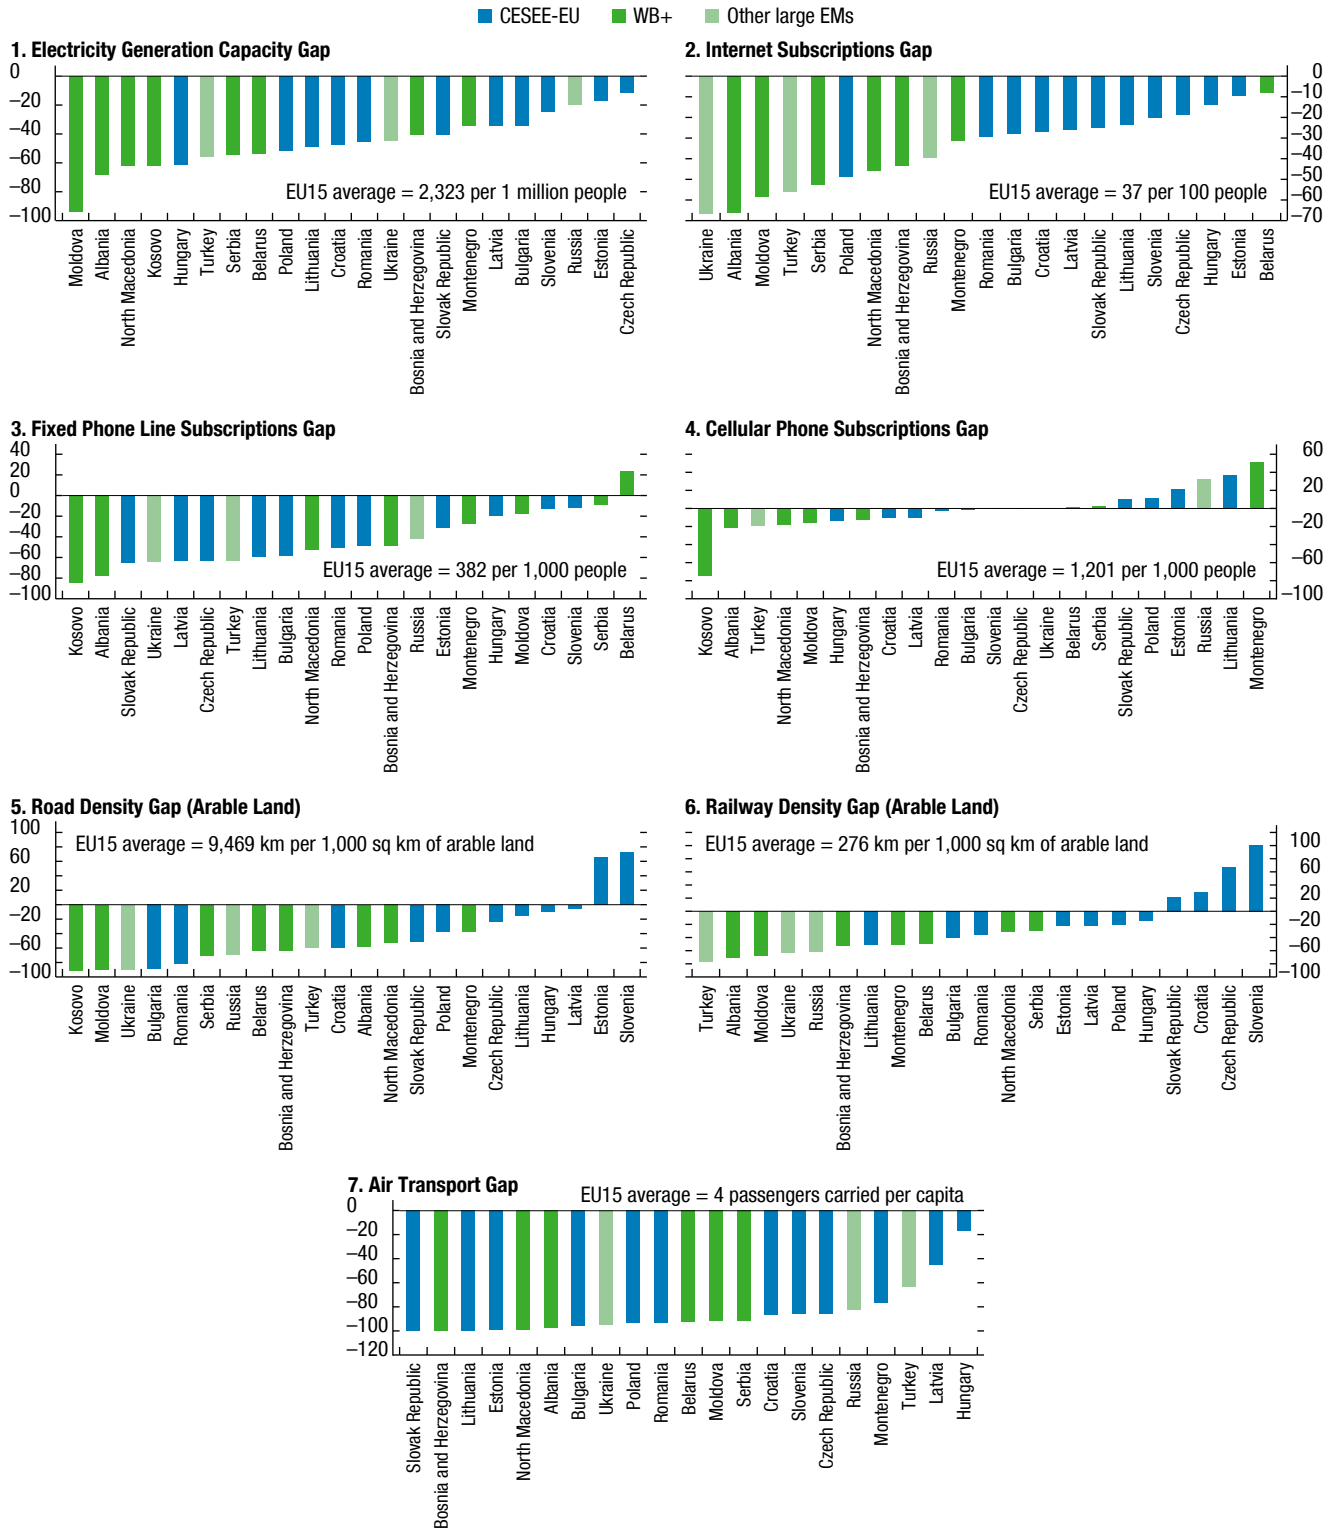 CESEE-EU WB+ Other large EMs
1. Electricity Generation Capacity Gap
0
−20
−40
−60
−80
−100
EU15 average = 2,323 per 1 million people
Moldova
Albania
North Macedonia
Kosovo
Hungary
Turkey
Serbia
Belarus
Poland
Lithuania
Croatia
Romania
Ukraine
Bosnia and Herzegovina
Slovak Republic
Montenegro
Latvia
Bulgaria
Slovenia
Russia
Estonia
Czech Republic
2. Internet Subscriptions Gap
0
−10
−20
−30
−40
−50
−60
−70
EU15 average = 37 per 100 people
Ukraine
Albania
Moldova
Turkey
Serbia
Poland
North Macedonia
Bosnia and Herzegovina
Russia
Montenegro
Romania
Bulgaria
Croatia
Latvia
Slovak Republic
Lithuania
Slovenia
Czech Republic
Hungary
Estonia
Belarus
3. Fixed Phone Line Subscriptions Gap
40
20
0
−20
−40
−60
−80
−100
EU15 average = 382 per 1,000 people
Kosovo
Albania
Slovak Republic
Ukraine
Latvia
Czech Republic
Turkey
Lithuania
Bulgaria
North Macedonia
Romania
Poland
Bosnia and Herzegovina
Russia
Estonia
Montenegro
Hungary
Moldova
Croatia
Slovenia
Serbia
Belarus
4. Cellular Phone Subscriptions Gap
60
20
−20
−60
−100
EU15 average = 1,201 per 1,000 people
Kosovo
Albania
Turkey
North Macedonia
Moldova
Hungary
Bosnia and Herzegovina
Croatia
Latvia
Romania
Bulgaria
Slovenia
Czech Republic
Ukraine
Belarus
Serbia
Slovak Republic
Poland
Estonia
Russia
Lithuania
Montenegro
5. Road Density Gap (Arable Land)
100
60
20
−20
−60
−100
EU15 average = 9,469 km per 1,000 sq km of arable land
Kosovo
Moldova
Ukraine
Bulgaria
Romania
Serbia
Russia
Belarus
Bosnia and Herzegovina
Turkey
Croatia
Albania
North Macedonia
Slovak Republic
Poland
Montenegro
Czech Republic
Lithuania
Hungary
Latvia
Estonia
Slovenia
6. Railway Density Gap (Arable Land)
100
60
20
−20
−60
−100
EU15 average = 276 km per 1,000 sq km of arable land
Turkey
Albania
Moldova
Ukraine
Russia
Bosnia and Herzegovina
Lithuania
Montenegro
Belarus
Bulgaria
Romania
North Macedonia
Serbia
Estonia
Latvia
Poland
Hungary
Slovak Republic
Croatia
Czech Republic
Slovenia
7. Air Transport Gap
0
−20
−40
−60
−80
−100
−120
EU15 average = 4 passengers carried per capita
Slovak Republic
Bosnia and Herzegovina
Lithuania
Estonia
North Macedonia
Albania
Bulgaria
Ukraine
Poland
Romania
Belarus
Moldova
Serbia
Croatia
Slovenia
Czech Republic
Russia
Montenegro
Turkey
Latvia
Hungary